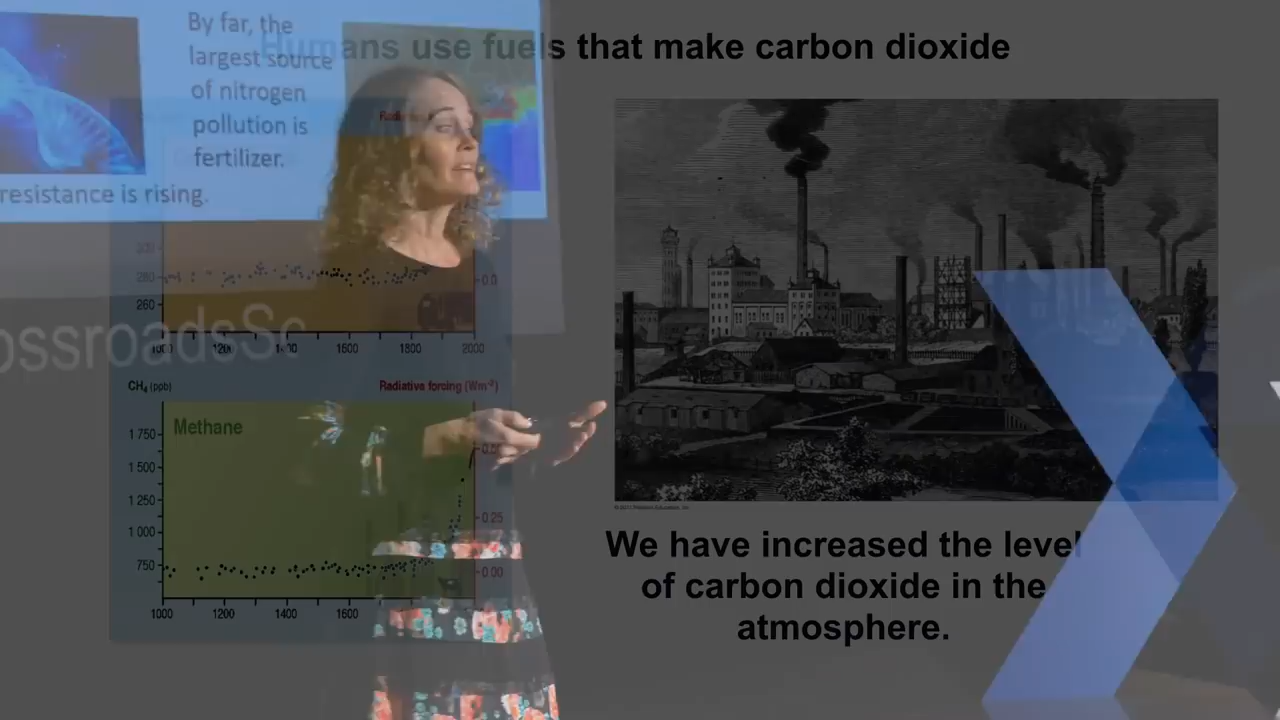 Humans use fuels that make carbon dioxide
By far, the
largest source
of nitrogen
pollution is
fertilizer.
resistance is rising.
280
0.0
260
1000 1200 1600 1800 2000
CH4 (ppb) Radiative forcing (Wm-2)
Methane
1 750
1 500
1 250
1 000
750
0.25
0.00
1000 1200 1400 1600
We have increased the level
of carbon dioxide in the
atmosphere.